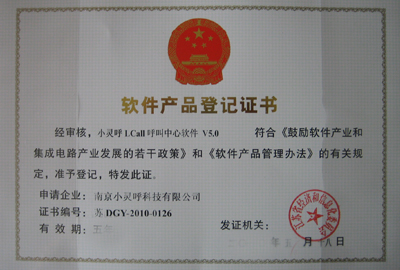 软件产品登记证书
经审核，小灵呼 I.Call 呼叫中心软件 V5.0 符合《鼓励软件产业和
集成电路产业发展的若干政策》和《软件产品管理办法》的有关规
定，准予登记，特发此证。
申请企业：南京小灵呼科技有限公司
证书编号：苏 DGY-2010-0126
有效期：五
发证机关：
年 五 月 八日